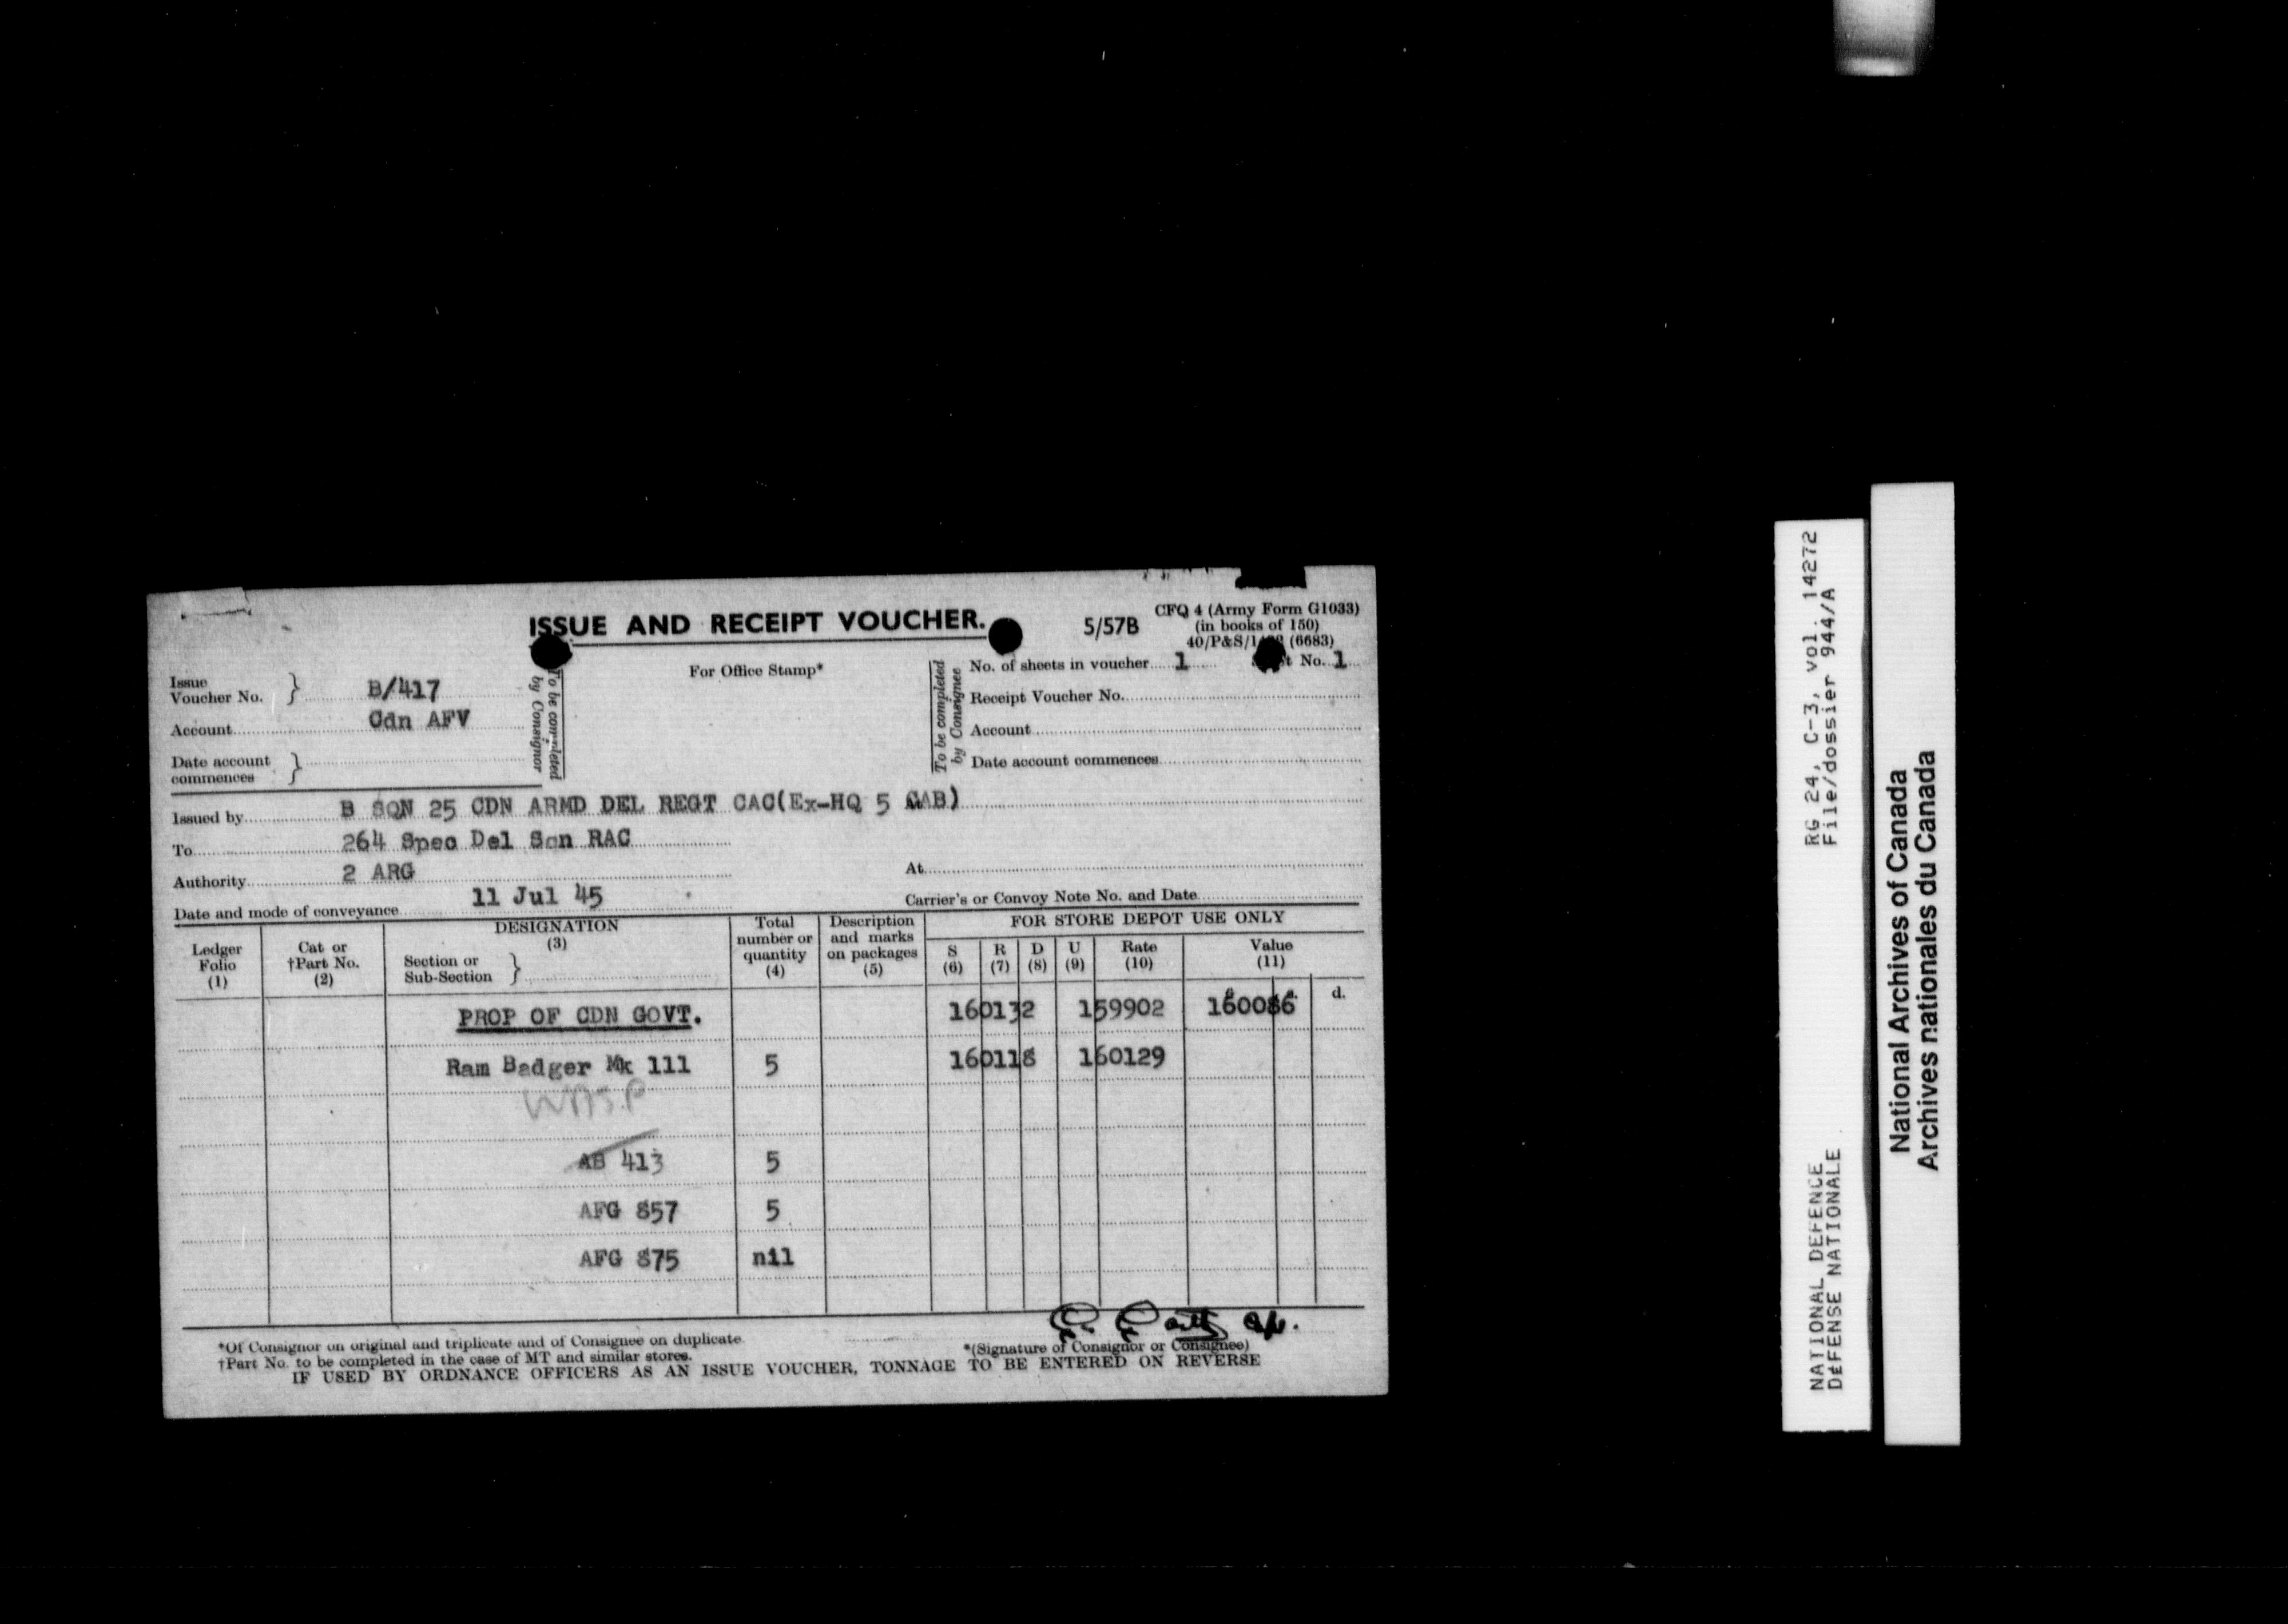 ISSUE AND RECEIPT VOUCHER.
5/57B
CFQ 4 (Army Form G1033)
(in books of 150)
40/P&S/ (6683)
Issue
Voucher No. B/417
Account Cdn AFV
Date account
commences
To be completed
by Consignor
For Office Stamp*
To be completed
by Consignee
No. of sheets in voucher 1 No. 1
Receipt Voucher No.
Account
Date account commences
Issued by B SQN 25 CDN ARMD DEL REGT CAC(Ex-HQ 5 CAB)
To 264 Spec Del Sqn RAC
Authority 2 ARG
At
Date and mode of conveyance 11 Jul 45
Carrier's or Convoy Note No. and Date
Ledger
Folio
(1)
Cat or
†Part No.
(2)
DESIGNATION
(3)
Section or
Sub-Section
Total
number or
quantity
(4)
Description
and marks
on packages
(5)
FOR STORE DEPOT USE ONLY
S
(6)
R
(7)
D
(8)
U
(9)
Rate
(10)
Value
(11)
d.
PROP OF CDN GOVT. 160132 159902 160086
Ram Badger Mk 111 5 160118 160129
AB 413 5
AFG 857 5
AFG 875 nil
*Of Consignor on original and triplicate and of Consignee on duplicate
*(Signature of Consignor or Consignee)
†Part No. to be completed in the case of MT and similar stores.
IF USED BY ORDNANCE OFFICERS AS AN ISSUE VOUCHER, TONNAGE TO BE ENTERED ON REVERSE
NATIONAL DEFENCE RG 24, C-3, vol. 14272
DéFENSE NATIONALE File/dossier 944/A
National Archives of Canada
Archives nationales du Canada